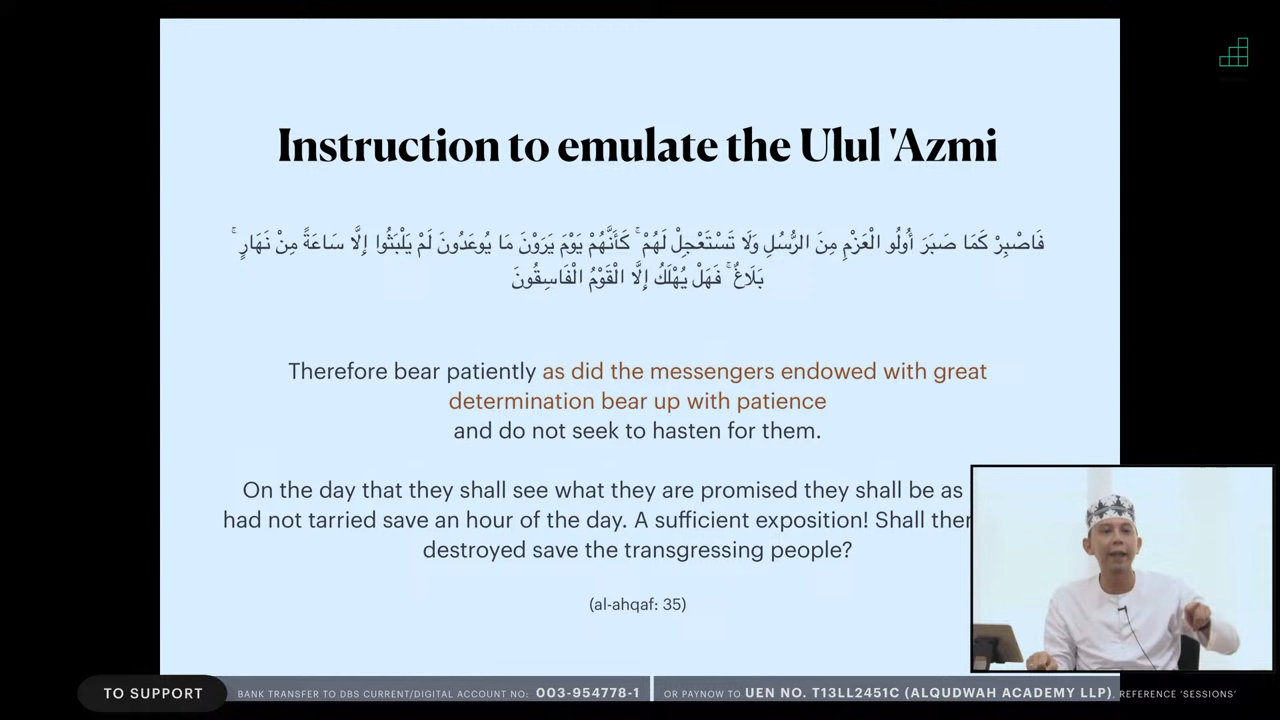 Instruction to emulate the Ulul 'Azmi
فَاصْبِرْ كَمَا صَبَرَ أُولُو الْعَزْمِ مِنَ الرُّسُلِ وَلَا تَسْتَعْجِلْ لَهُمْ ۚ كَأَنَّهُمْ يَوْمَ يَرَوْنَ مَا يُوعَدُونَ لَمْ يَلْبَثُوا إِلَّا سَاعَةً مِنْ نَهَارٍ ۚ
بَلَاغٌ ۚ فَهَلْ يُهْلَكُ إِلَّا الْقَوْمُ الْفَاسِقُونَ
Therefore bear patiently as did the messengers endowed with great
determination bear up with patience
and do not seek to hasten for them.
On the day that they shall see what they are promised they shall be as
had not tarried save an hour of the day. A sufficient exposition! Shall
destroyed save the transgressing people?
(al-ahqaf: 35)
TO SUPPORT BANK TRANSFER TO DBS CURRENT/DIGITAL ACCOUNT NO: 003-954778-1 OR PAYNOW TO UEN NO. T13LL2451C (ALQUDWAH ACADEMY LLP), REFERENCE 'SESSIONS'